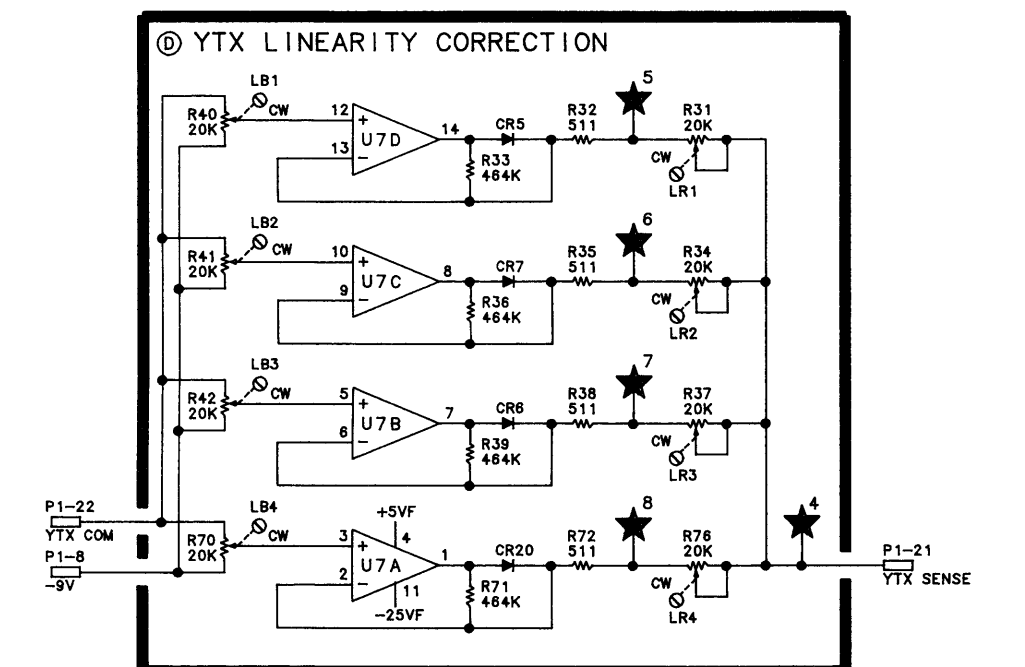 D YTX LINEARITY CORRECTION
LB1
R40
20K
CW
12
+
13
−
U7D
14
CR5
R33
464K
R32
511
5
R31
20K
CW
LR1
LB2
R41
20K
CW
10
+
9
−
U7C
8
CR7
R36
464K
R35
511
6
R34
20K
CW
LR2
LB3
R42
20K
CW
5
+
6
−
U7B
7
CR6
R39
464K
R38
511
7
R37
20K
CW
LR3
P1-22
YTX COM
P1-8
-9V
LB4
R70
20K
CW
3
+
2
−
U7A
+5VF
4
11
-25VF
1
CR20
R71
464K
R72
511
8
R76
20K
CW
LR4
4
P1-21
YTX SENSE